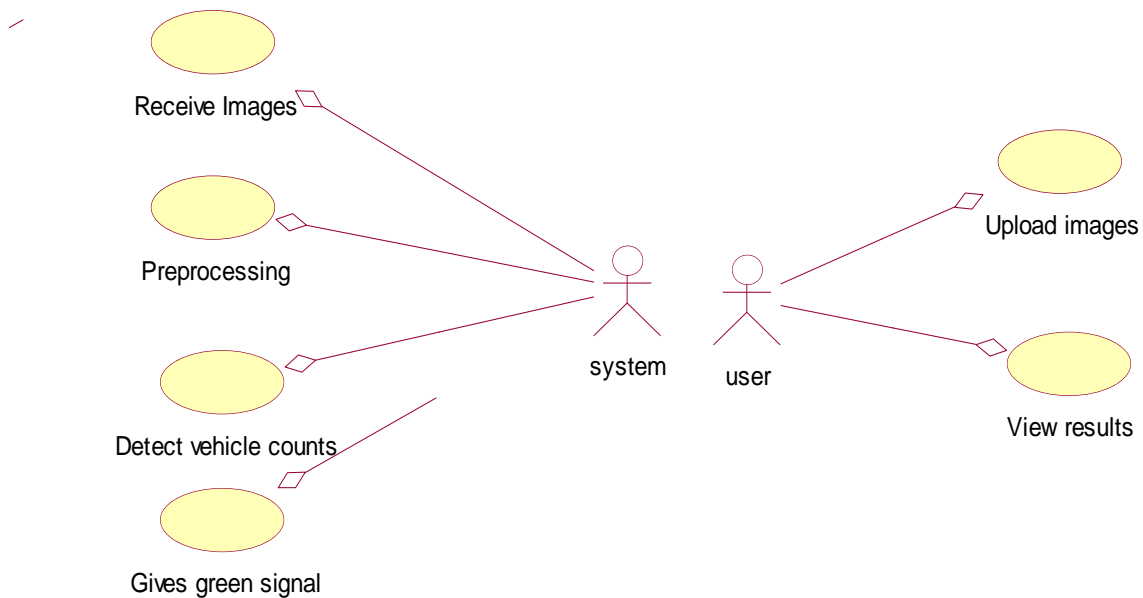 Receive Images
Preprocessing
Detect vehicle counts
Gives green signal
system
user
Upload images
View results